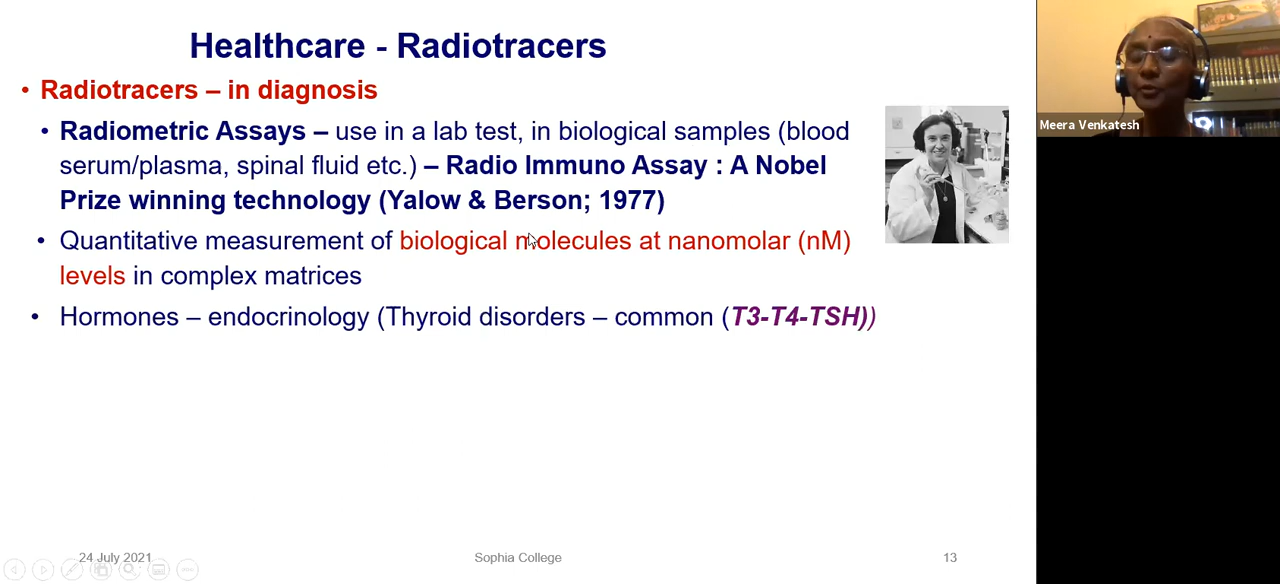 Healthcare - Radiotracers
• Radiotracers – in diagnosis
• Radiometric Assays – use in a lab test, in biological samples (blood
serum/plasma, spinal fluid etc.) – Radio Immuno Assay : A Nobel
Prize winning technology (Yalow & Berson; 1977)
• Quantitative measurement of biological molecules at nanomolar (nM)
levels in complex matrices
• Hormones – endocrinology (Thyroid disorders – common (T3-T4-TSH))
24 July 2021
Sophia College
13
Meera Venkatesh